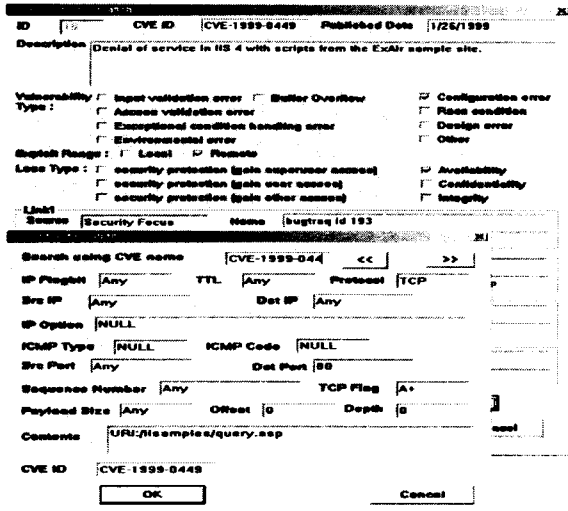 ID CVE ID CVE-1999-0449 Published Date 1/26/1999
Description Denial of service in IIS 4 with scripts from the ExAir sample site.
Vulnerability Type : Input validation error Buffer Overflow Configuration error
Access validation error Race condition
Exceptional condition handling error Design error
Environmental error Other
Exploit Range : Local Remote
Loss Type : security protection (gain superuser access) Availability
security protection (gain user access) Confidentiality
security protection (gain other access) Integrity
Link1
Source Security Focus Name bugtraq id 193
Search using CVE name CVE-1999-044 << >>
IP Flagbit Any TTL Any Protocol TCP
Src IP Any Dst IP Any
IP Option NULL
ICMP Type NULL ICMP Code NULL
Src Port Any Dst Port 80
Sequence Number Any TCP Flag A+
Payload Size Any Offset 0 Depth 0
Contents URI:/iisamples/query.asp
CVE ID CVE-1999-0449
OK Cancel